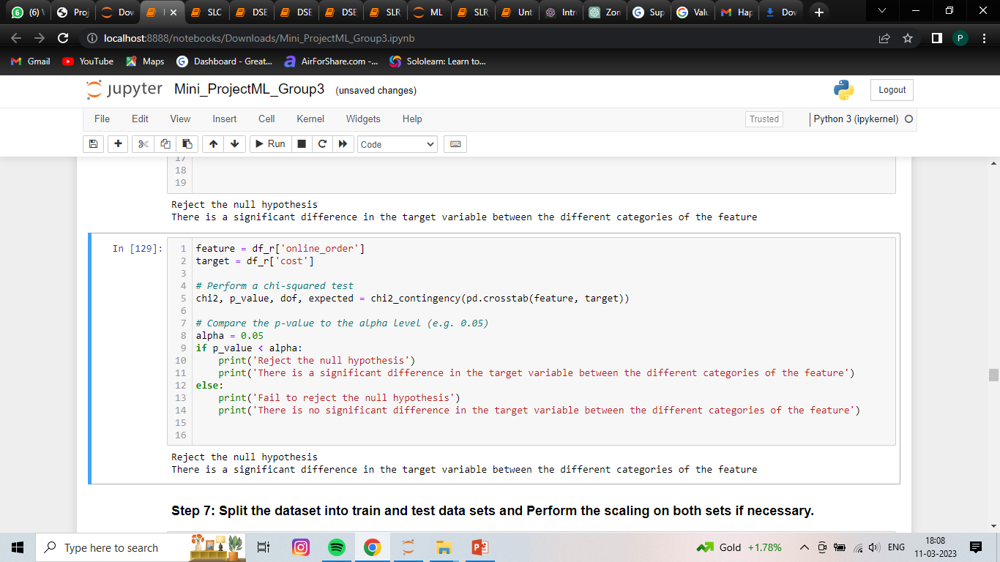 (6) \
Proj
Dov
SLC
DSE
DSE
DSE
SLR
ML
SLR
Unt
Intr
Zon
Sup
Valu
Hap
Dov
localhost:8888/notebooks/Downloads/Mini_ProjectML_Group3.ipynb
P
Gmail
YouTube
Maps
Dashboard - Great...
AirForShare.com -...
Sololearn: Learn to...
jupyter Mini_ProjectML_Group3 (unsaved changes)
Logout
File Edit View Insert Cell Kernel Widgets Help
Trusted
Python 3 (ipykernel)
Run
Code
17
18
19
Reject the null hypothesis
There is a significant difference in the target variable between the different categories of the feature
In [129]:
1 feature = df_r['online_order']
2 target = df_r['cost']
3
4 # Perform a chi-squared test
5 chi2, p_value, dof, expected = chi2_contingency(pd.crosstab(feature, target))
6
7 # Compare the p-value to the alpha level (e.g. 0.05)
8 alpha = 0.05
9 if p_value < alpha:
10     print('Reject the null hypothesis')
11     print('There is a significant difference in the target variable between the different categories of the feature')
12 else:
13     print('Fail to reject the null hypothesis')
14     print('There is no significant difference in the target variable between the different categories of the feature')
15
16
Reject the null hypothesis
There is a significant difference in the target variable between the different categories of the feature
Step 7: Split the dataset into train and test data sets and Perform the scaling on both sets if necessary.
Type here to search
Gold +1.78%
ENG
18:08
11-03-2023